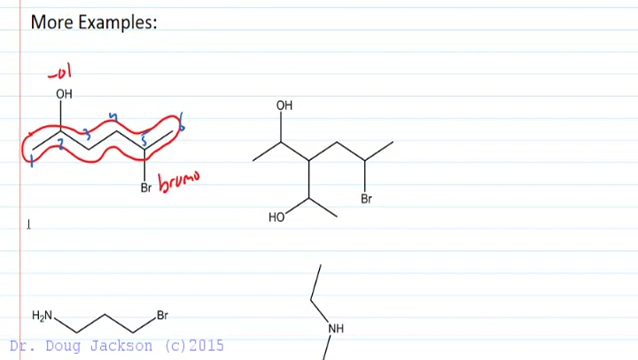 More Examples:
-ol
OH
1 2 3 4 5 6
Br bromo
OH
Br
HO
H2N Br
NH
Dr. Doug Jackson (c)2015